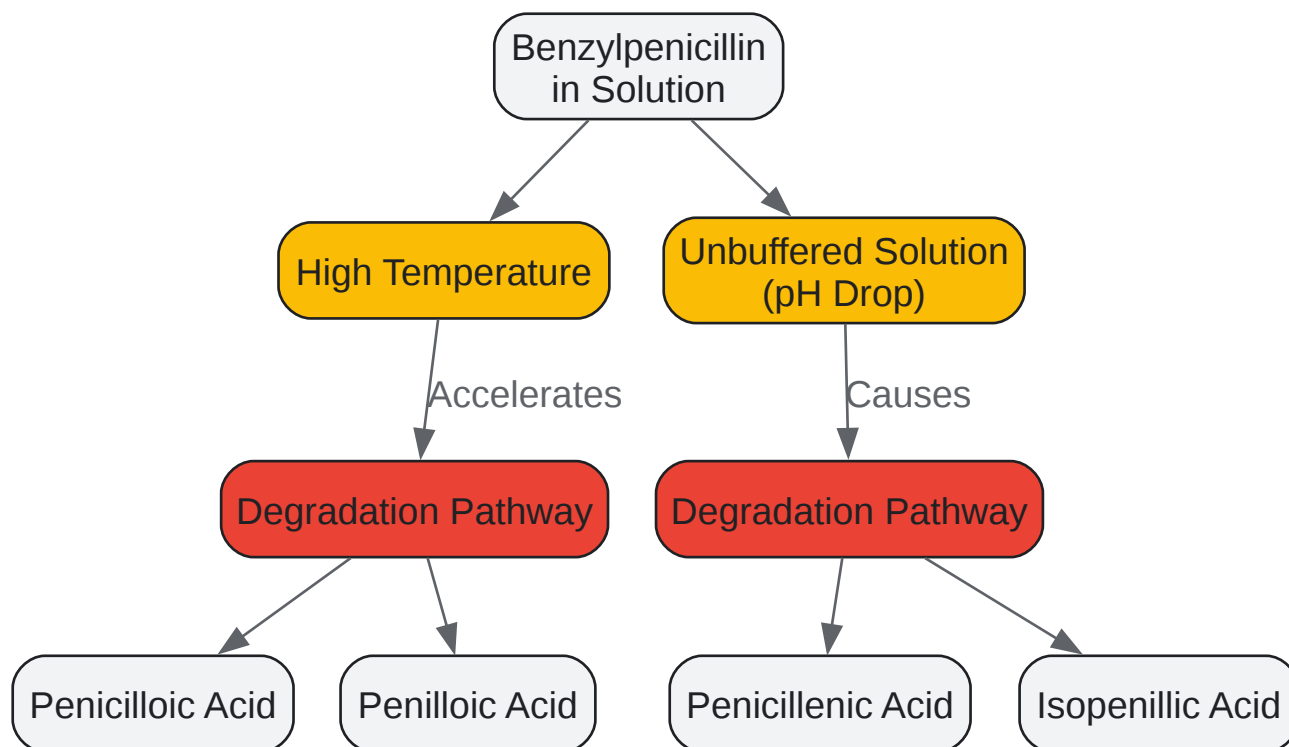 Benzylpenicillin
in Solution
High Temperature
Unbuffered Solution
(pH Drop)
Accelerates
Causes
Degradation Pathway
Degradation Pathway
Penicilloic Acid
Penilloic Acid
Penicillenic Acid
Isopenillic Acid